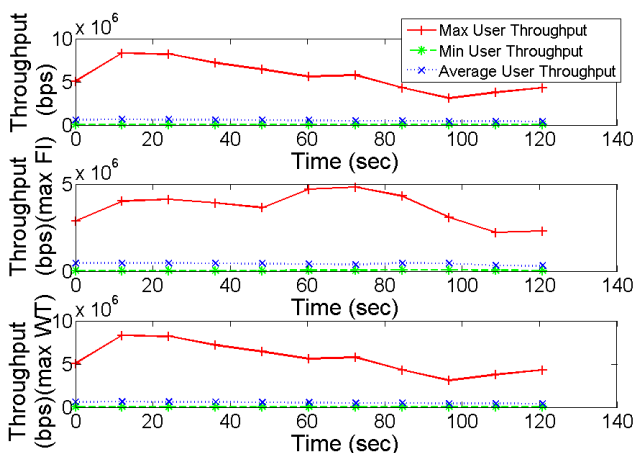 x 10^6
Throughput
(bps)
10
5
0
0 20 40 60 80 100 120 140
Time (sec)
Max User Throughput
Min User Throughput
Average User Throughput
x 10^6
Throughput
(bps)(max FI)
5
0
0 20 40 60 80 100 120 140
Time (sec)
x 10^6
Throughput
(bps)(max WT)
10
5
0
0 20 40 60 80 100 120 140
Time (sec)